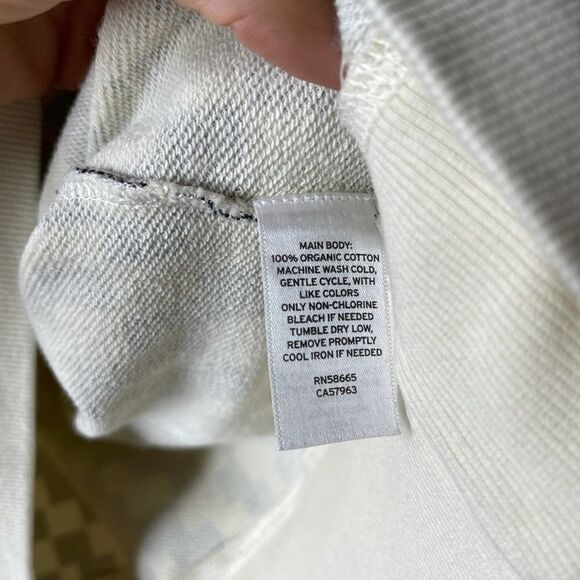 MAIN BODY:
100% ORGANIC COTTON
MACHINE WASH COLD,
GENTLE CYCLE, WITH
LIKE COLORS
ONLY NON-CHLORINE
BLEACH IF NEEDED
TUMBLE DRY LOW,
REMOVE PROMPTLY
COOL IRON IF NEEDED
RN58665
CA57963